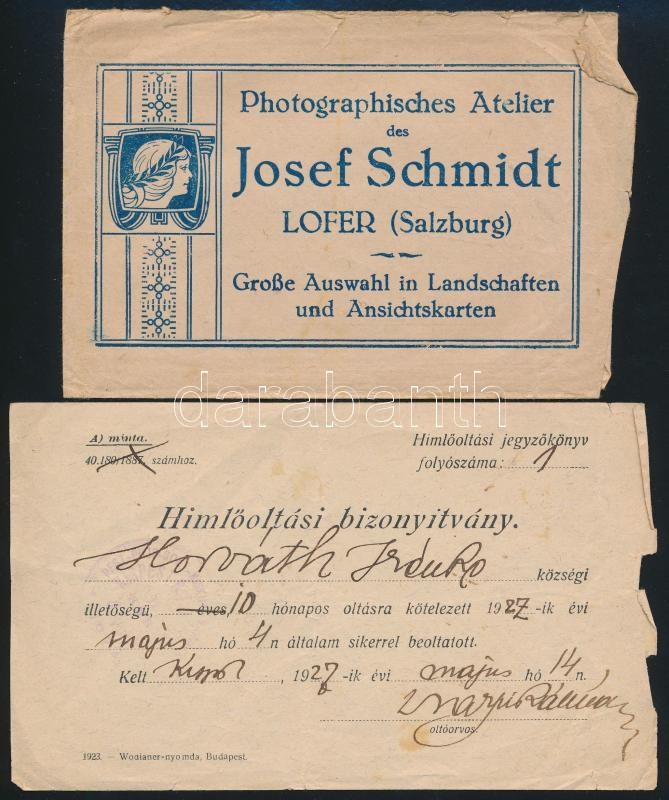 Photographisches Atelier
des
Josef Schmidt
LOFER (Salzburg)
Große Auswahl in Landschaften
und Ansichtskarten
darabanth
A) minta.
40.180/1887. számhoz.
Himlőoltási jegyzőkönyv
folyószáma: 1
Himlőoltási bizonyitvány.
Horváth Irénke községi
illetőségü, éves, 10 hónapos oltásra kötelezett 1927-ik évi
május hó 4 n általam sikerrel beoltatott.
Kelt 1927-ik évi május hó 14 n.
Kálmán
oltóorvos.
1923. — Wodianer-nyomda, Budapest.